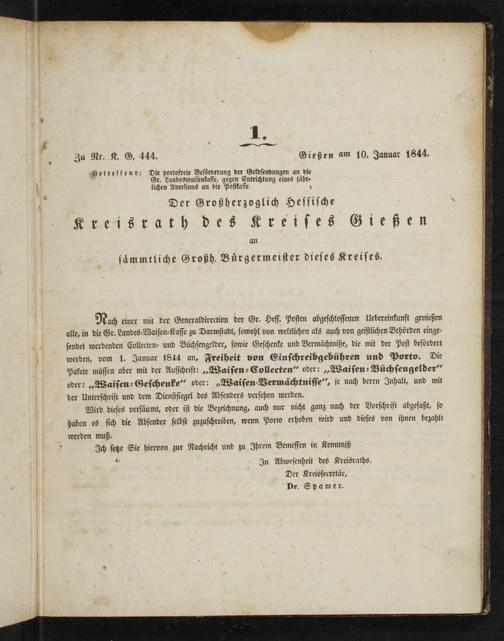 1.
Zu Nr. K. G. 444.
Gießen am 10. Januar 1844.
Betreffend: Die portofreie Beförderung der Geldsendungen an die
Gr. Landeswaisenkasse, gegen Entrichtung eines jähr-
lichen Aversums an die Postkasse.
Der Großherzoglich Hessische
Kreisrath des Kreises Gießen
an
sämmtliche Großh. Bürgermeister dieses Kreises.
Nach einer mit der Generaldirection der Gr. Hess. Posten abgeschlossenen Uebereinkunft genießen
alle, in die Gr. Landes-Waisen-Kasse zu Darmstadt, sowohl von weltlichen als auch von geistlichen Behörden einge-
sendet werdenden Collecten- und Büchsengelder, sowie Geschenke und Vermächtnisse, die mit der Post befördert
werden, vom 1. Januar 1844 an, Freiheit von Einschreibgebühren und Porto. Die
Pakete müssen aber mit der Aufschrift: „Waisen-Collecten" oder: „Waisen-Büchsengelder"
oder: „Waisen-Geschenke" oder: „Waisen-Vermächtnisse", je nach deren Inhalt, und mit
der Unterschrift und dem Dienstsiegel des Absenders versehen werden.
Wird dieses versäumt, oder ist die Bezeichnung, auch nur nicht ganz nach der Vorschrift abgefaßt, so
haben es sich die Absender selbst zuzuschreiben, wenn Porto erhoben wird und dieses von ihnen bezahlt
werden muß.
Ich setze Sie hiervon zur Nachricht und zu Ihrem Bemessen in Kenntniß
In Abwesenheit des Kreisraths.
Der Kreissecretär,
Dr. Spamer.